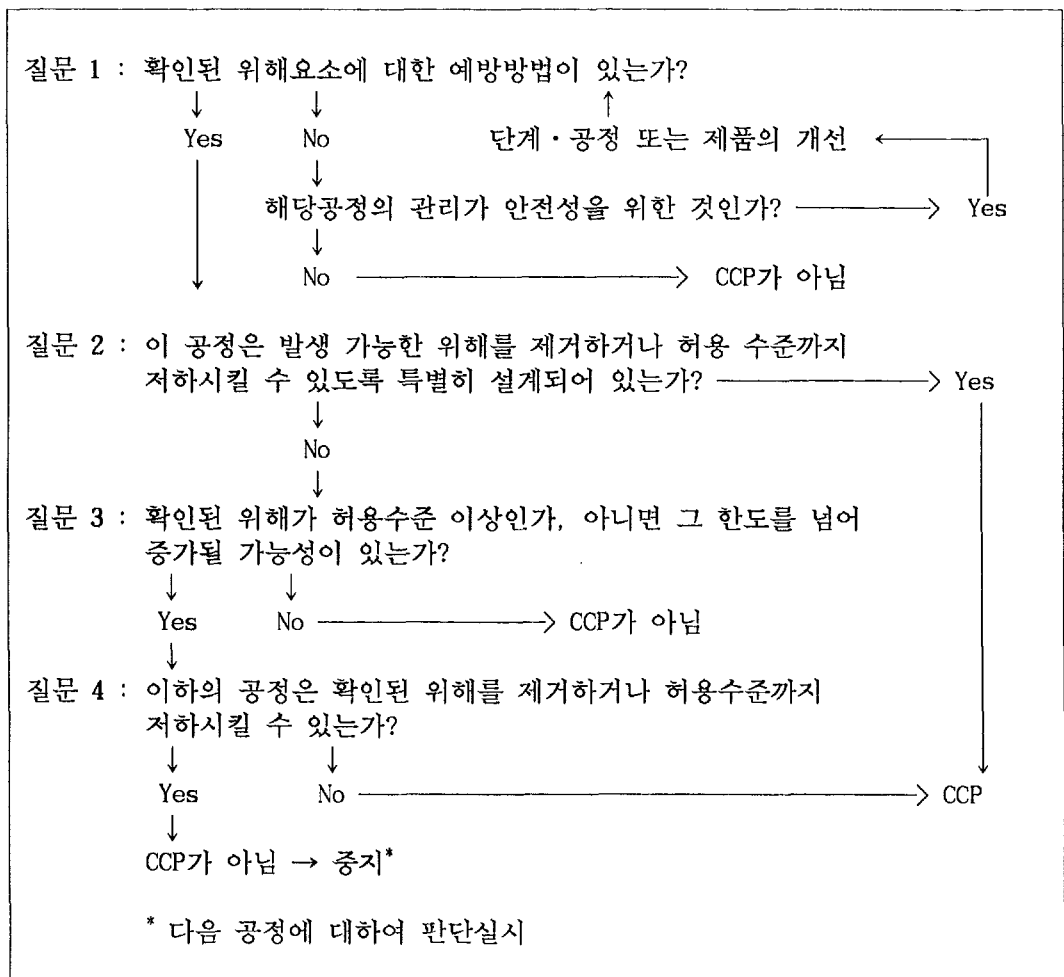 질문 1 : 확인된 위해요소에 대한 예방방법이 있는가?
↓ ↓ ↑
Yes No 단계·공정 또는 제품의 개선 ←
↓
해당공정의 관리가 안전성을 위한 것인가? → Yes
↓
↓ No → CCP가 아님
질문 2 : 이 공정은 발생 가능한 위해를 제거하거나 허용 수준까지
저하시킬 수 있도록 특별히 설계되어 있는가? → Yes
↓
No
↓
질문 3 : 확인된 위해가 허용수준 이상인가, 아니면 그 한도를 넘어
증가될 가능성이 있는가?
↓ ↓
Yes No → CCP가 아님
↓
질문 4 : 이하의 공정은 확인된 위해를 제거하거나 허용수준까지
저하시킬 수 있는가?
↓ ↓ ↓
Yes No → CCP
↓
CCP가 아님 → 중지*
* 다음 공정에 대하여 판단실시